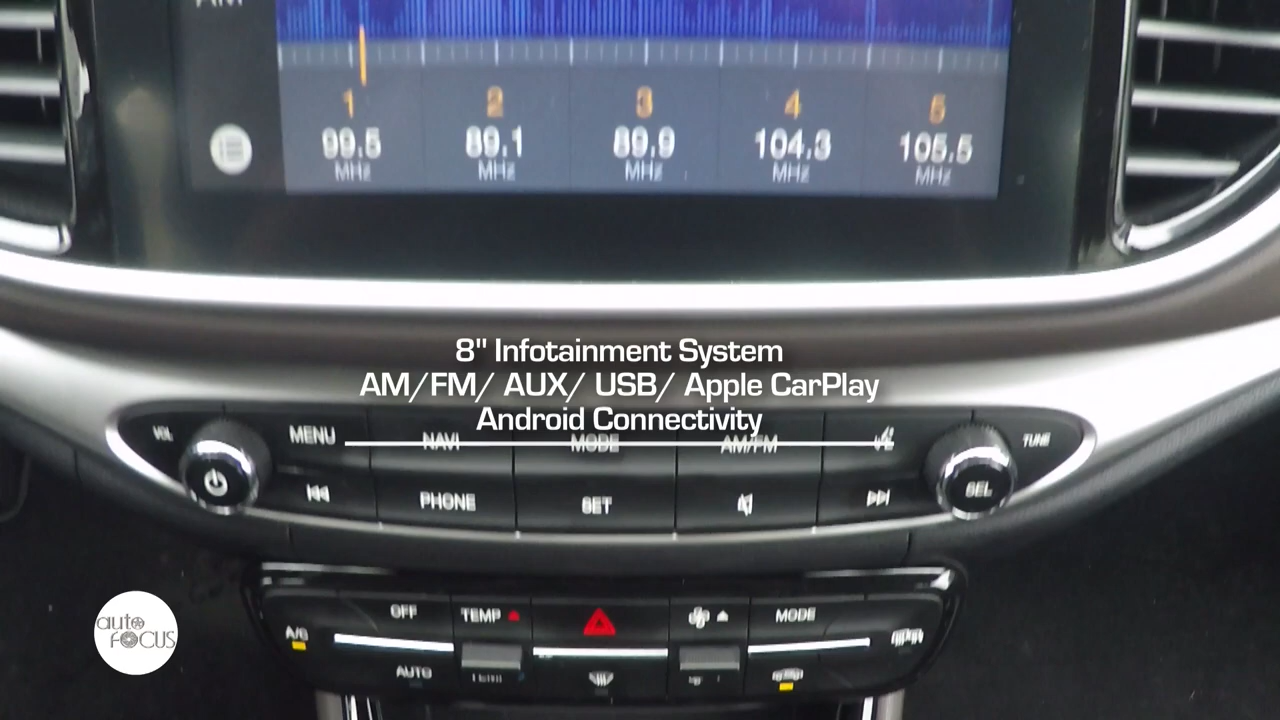 AM
1 2 3 4 5
99.5 89.1 89.9 104.3 105.5
MHz MHz MHz MHz MHz
8" Infotainment System
AM/FM/ AUX/ USB/ Apple CarPlay
Android Connectivity
VOL MENU NAVI MODE AM/FM TUNE
PHONE SET SEL
OFF TEMP MODE
A/C
AUTO
auto
FOCUS